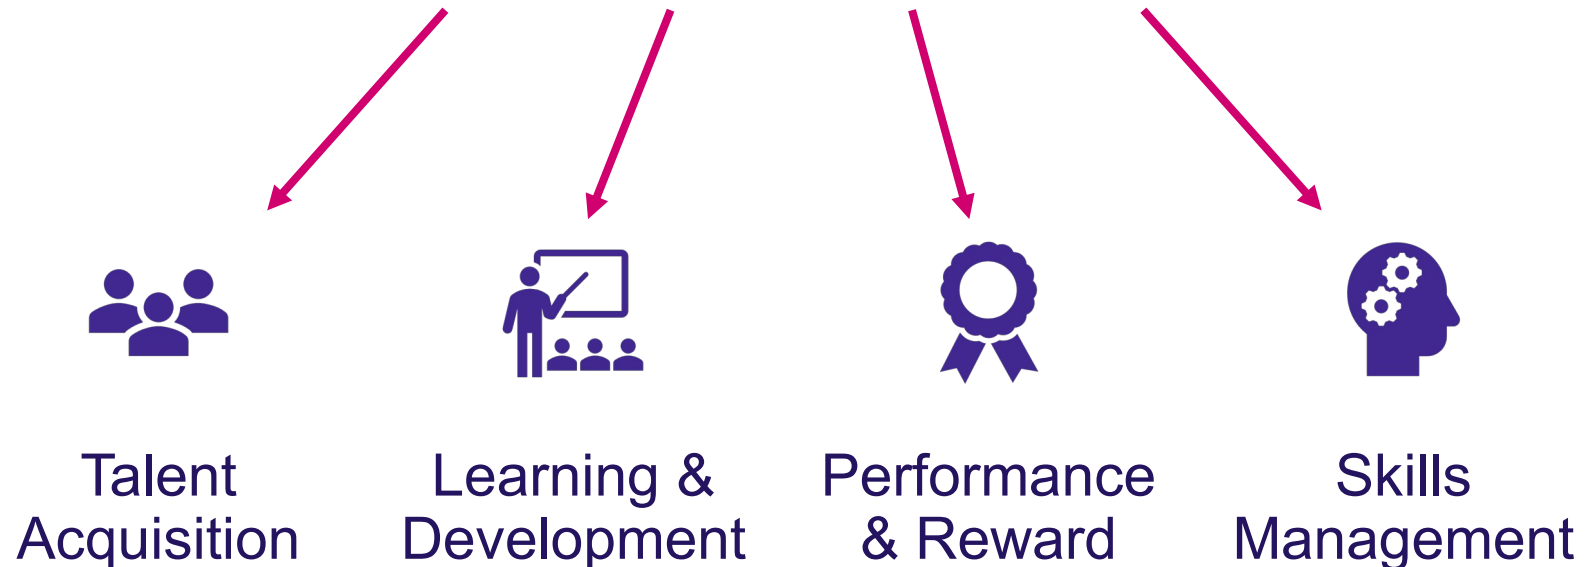 Talent
Acquisition
Learning &
Development
Performance
& Reward
Skills
Management